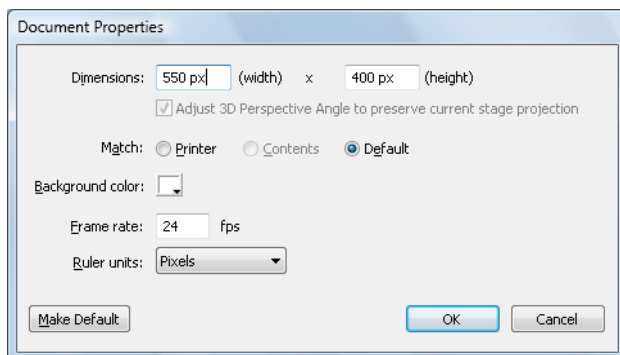 Document Properties
Dimensions: 550 px (width) x 400 px (height)
Adjust 3D Perspective Angle to preserve current stage projection
Match: Printer Contents Default
Background color:
Frame rate: 24 fps
Ruler units: Pixels
Make Default OK Cancel